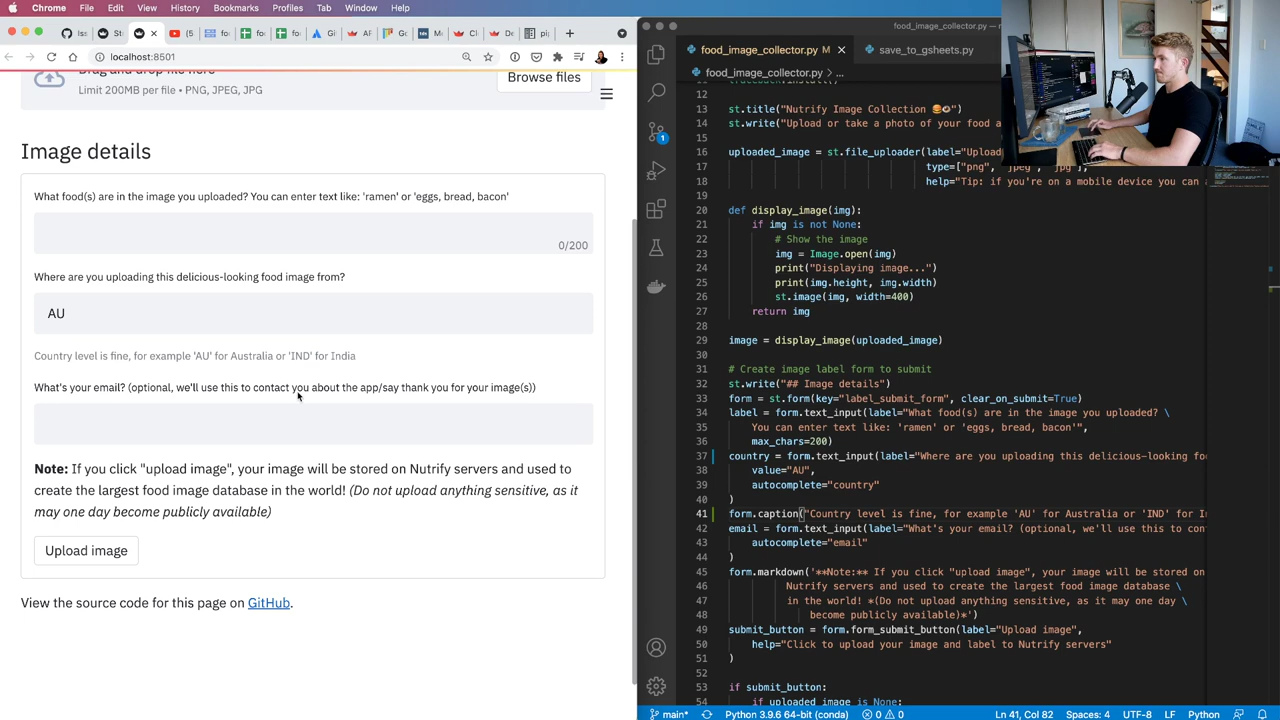 Chrome File Edit View History Bookmarks Profiles Tab Window Help
food_image_collector.py
localhost:8501
food_image_collector.py M
save_to_gsheets.py
food_image_collector.py > ...
Limit 200MB per file • PNG, JPEG, JPG
Browse files
Image details
What food(s) are in the image you uploaded? You can enter text like: 'ramen' or 'eggs, bread, bacon'
0/200
Where are you uploading this delicious-looking food image from?
AU
Country level is fine, for example 'AU' for Australia or 'IND' for India
What's your email? (optional, we'll use this to contact you about the app/say thank you for your image(s))
Note: If you click "upload image", your image will be stored on Nutrify servers and used to
create the largest food image database in the world! (Do not upload anything sensitive, as it
may one day become publicly available)
Upload image
View the source code for this page on GitHub.
12
13 st.title("Nutrify Image Collection 🍔👁")
14 st.write("Upload or take a photo of your food a
15
16 uploaded_image = st.file_uploader(label="Upload
17 type=["png", "jpeg", "jpg"],
18 help="Tip: if you're on a mobile device you can
19
20 def display_image(img):
21 if img is not None:
22 # Show the image
23 img = Image.open(img)
24 print("Displaying image...")
25 print(img.height, img.width)
26 st.image(img, width=400)
27 return img
28
29 image = display_image(uploaded_image)
30
31 # Create image label form to submit
32 st.write("## Image details")
33 form = st.form(key="label_submit_form", clear_on_submit=True)
34 label = form.text_input(label="What food(s) are in the image you uploaded? \
35 You can enter text like: 'ramen' or 'eggs, bread, bacon'",
36 max_chars=200)
37 country = form.text_input(label="Where are you uploading this delicious-looking fo
38 value="AU",
39 autocomplete="country"
40 )
41 form.caption("Country level is fine, for example 'AU' for Australia or 'IND' for I
42 email = form.text_input(label="What's your email? (optional, we'll use this to con
43 autocomplete="email"
44 )
45 form.markdown('**Note:** If you click "upload image", your image will be stored on
46 Nutrify servers and used to create the largest food image database \
47 in the world! *(Do not upload anything sensitive, as it may one day \
48 become publicly available)*')
49 submit_button = form.form_submit_button(label="Upload image",
50 help="Click to upload your image and label to Nutrify servers"
51 )
52
53 if submit_button:
54 if uploaded_image is None:
main* Python 3.9.6 64-bit (conda) 0 0 Ln 41, Col 82 Spaces: 4 UTF-8 LF Python